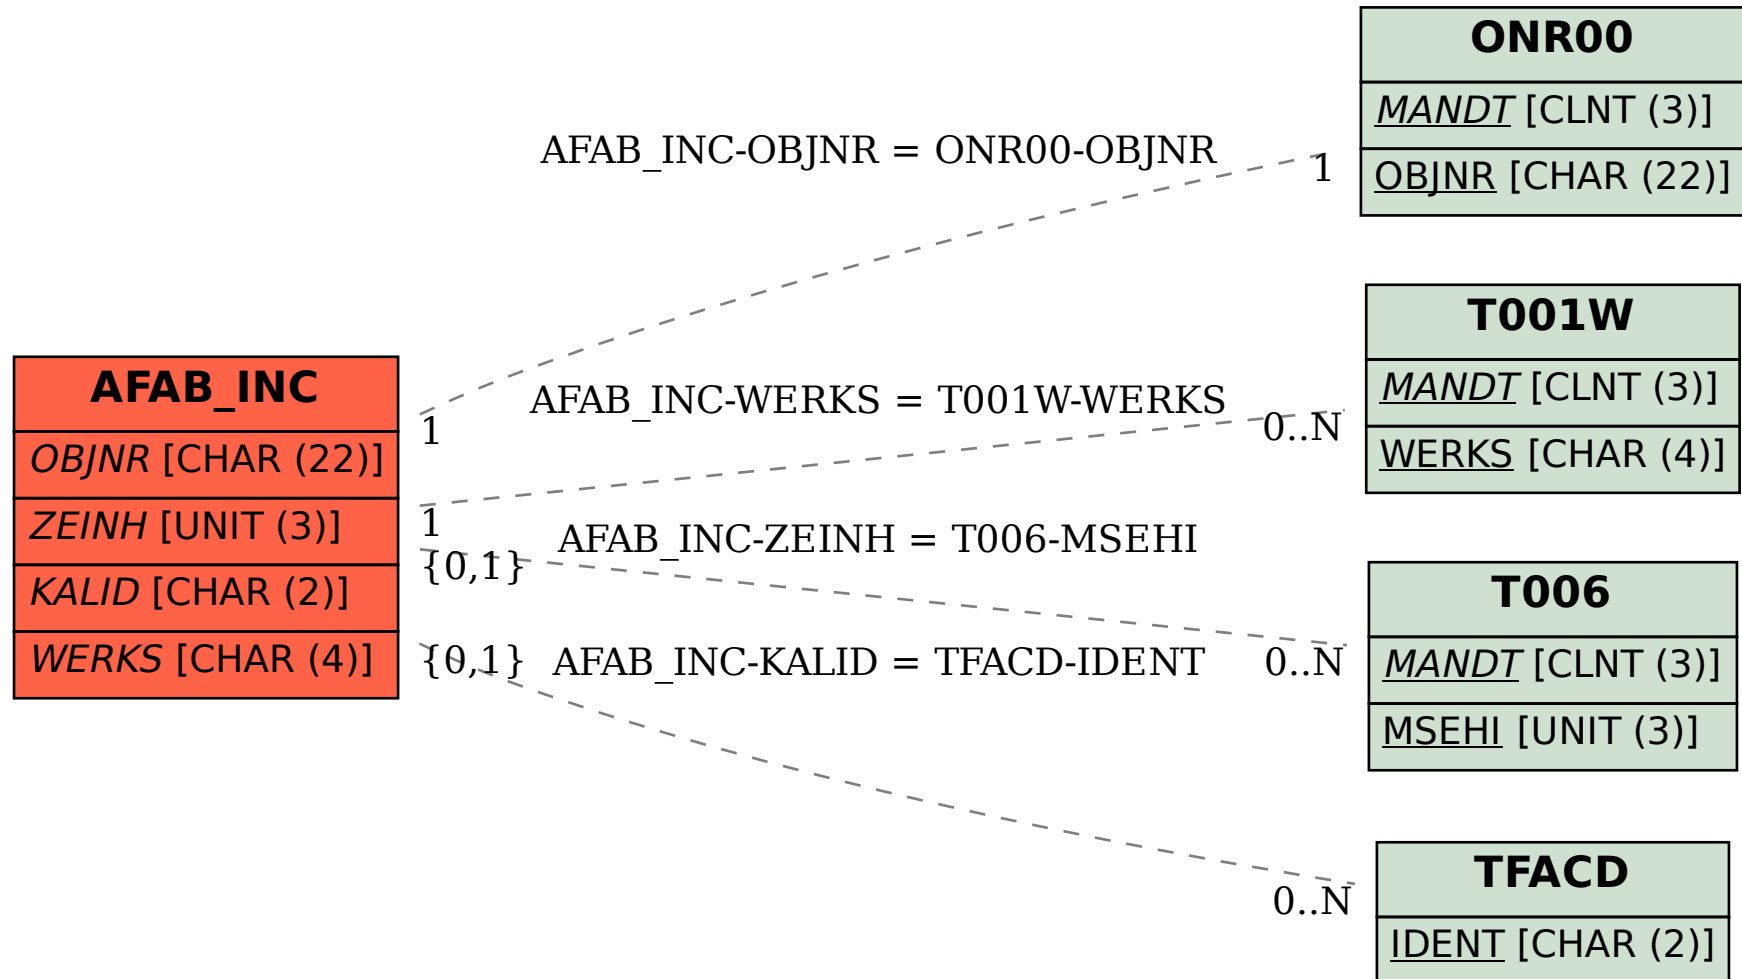 ONR00
MANDT [CLNT (3)]
OBJNR [CHAR (22)]
AFAB_INC-OBJNR = ONR00-OBJNR
1
1
T001W
MANDT [CLNT (3)]
WERKS [CHAR (4)]
AFAB_INC-WERKS = T001W-WERKS
0..N
1
AFAB_INC
OBJNR [CHAR (22)]
ZEINH [UNIT (3)]
KALID [CHAR (2)]
WERKS [CHAR (4)]
AFAB_INC-ZEINH = T006-MSEHI
{0,1}
0..N
T006
MANDT [CLNT (3)]
MSEHI [UNIT (3)]
{0,1}
AFAB_INC-KALID = TFACD-IDENT
0..N
TFACD
IDENT [CHAR (2)]